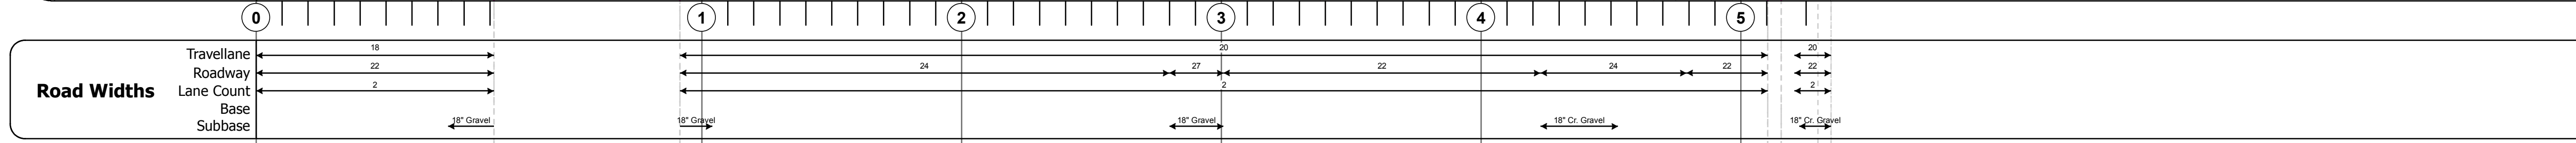 0 1 2 3 4 5
Road Widths
Travellane 18 20 20
Roadway 22 24 27 22 24 22 22
Lane Count 2 2 2
Base
Subbase 18" Gravel 18" Gravel 18" Gravel 18" Cr. Gravel 18" Cr. Gravel